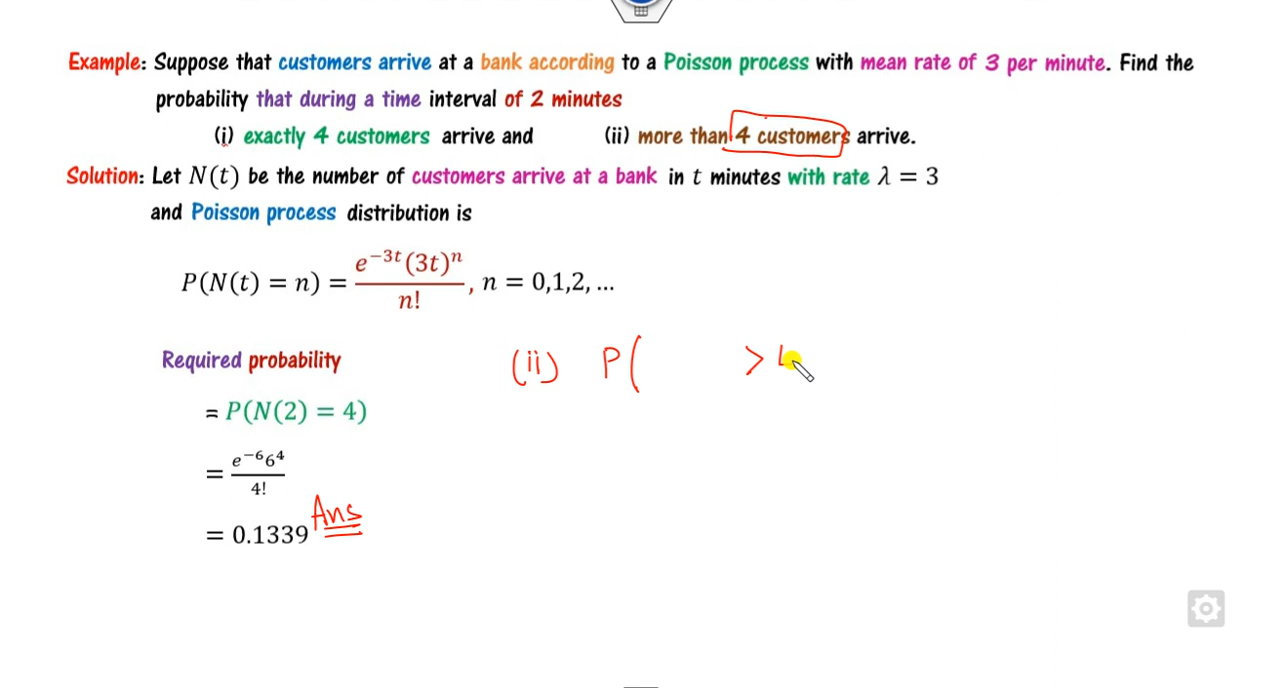 Example: Suppose that customers arrive at a bank according to a Poisson process with mean rate of 3 per minute. Find the
probability that during a time interval of 2 minutes
(i) exactly 4 customers arrive and (ii) more than 4 customers arrive.
Solution: Let N(t) be the number of customers arrive at a bank in t minutes with rate λ = 3
and Poisson process distribution is
P(N(t) = n) = e^{−3t}(3t)^n / n!, n = 0,1,2, ...
Required probability
(ii) P( > 4
= P(N(2) = 4)
= e^{−6}6^4 / 4!
= 0.1339 Ans